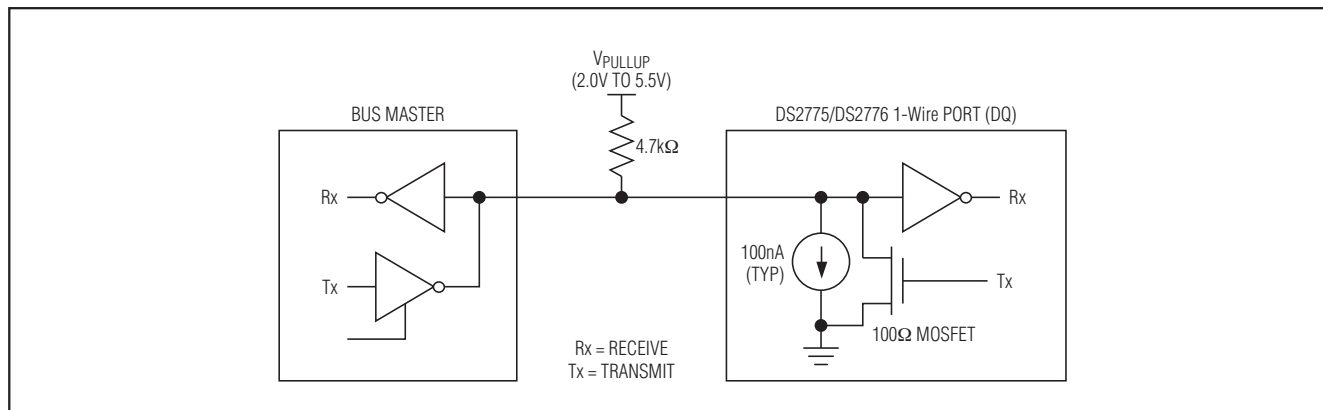 VPULLUP
(2.0V TO 5.5V)
BUS MASTER
DS2775/DS2776 1-Wire PORT (DQ)
4.7kΩ
Rx
Rx
100nA
(TYP)
Tx
Tx
100Ω MOSFET
Rx = RECEIVE
Tx = TRANSMIT